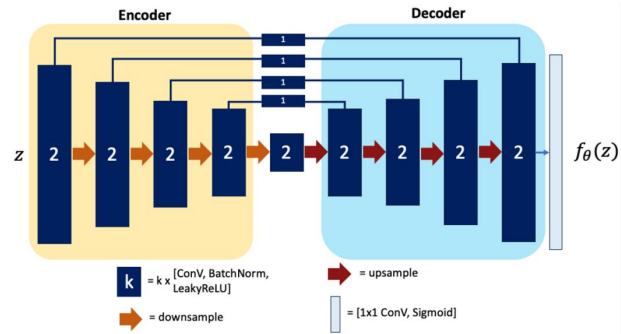 Encoder
Decoder
1
1
1
1
z
2
2
2
2
2
2
2
2
2
fθ(z)
k
= k x [ConV, BatchNorm,
LeakyReLU]
= upsample
= downsample
= [1x1 ConV, Sigmoid]